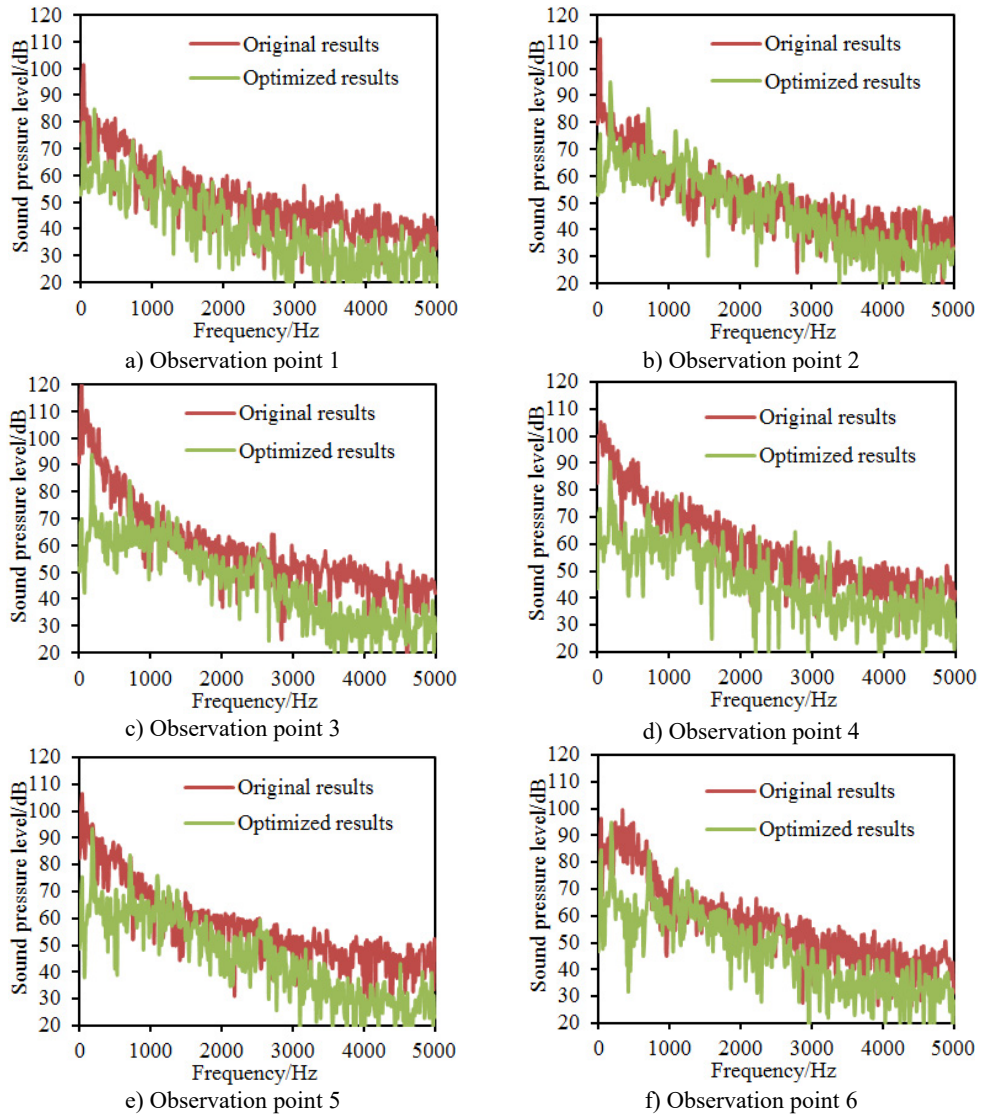 120
110
100
90
80
70
60
50
40
30
20
Sound pressure level/dB
Original results
Optimized results
0 1000 2000 3000 4000 5000
Frequency/Hz
a) Observation point 1
120
110
100
90
80
70
60
50
40
30
20
Sound pressure level/dB
Original results
Optimized results
0 1000 2000 3000 4000 5000
Frequency/Hz
b) Observation point 2
120
110
100
90
80
70
60
50
40
30
20
Sound pressure level/dB
Original results
Optimized results
0 1000 2000 3000 4000 5000
Frequency/Hz
c) Observation point 3
120
110
100
90
80
70
60
50
40
30
20
Sound pressure level/dB
Original results
Optimized results
0 1000 2000 3000 4000 5000
Frequency/Hz
d) Observation point 4
120
110
100
90
80
70
60
50
40
30
20
Sound pressure level/dB
Original results
Optimized results
0 1000 2000 3000 4000 5000
Frequency/Hz
e) Observation point 5
120
110
100
90
80
70
60
50
40
30
20
Sound pressure level/dB
Original results
Optimized results
0 1000 2000 3000 4000 5000
Frequency/Hz
f) Observation point 6